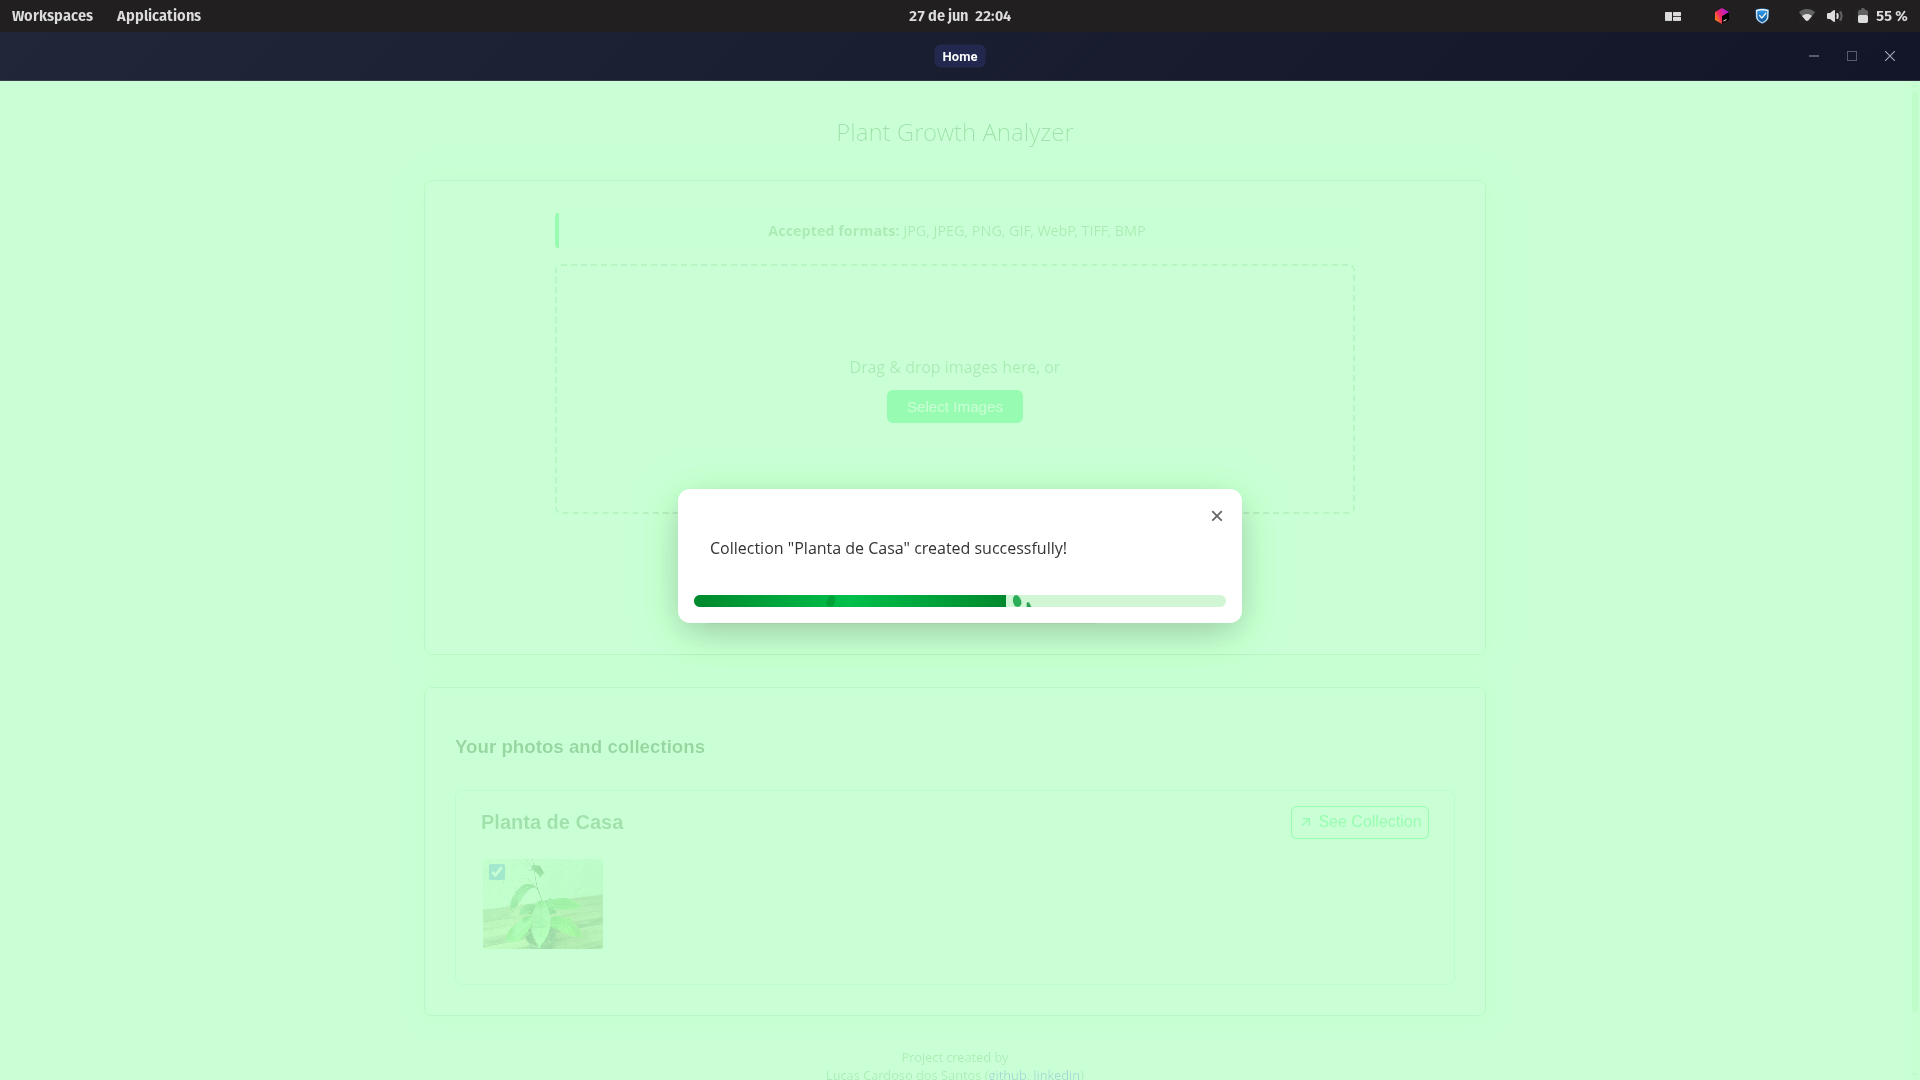 Workspaces Applications 27 de jun 22:04 55 %
Home
Plant Growth Analyzer
Accepted formats: JPG, JPEG, PNG, GIF, WebP, TIFF, BMP
Drag & drop images here, or
Select Images
Collection "Planta de Casa" created successfully!
Your photos and collections
Planta de Casa See Collection
Project created by
Lucas Cardoso dos Santos (github, linkedin)